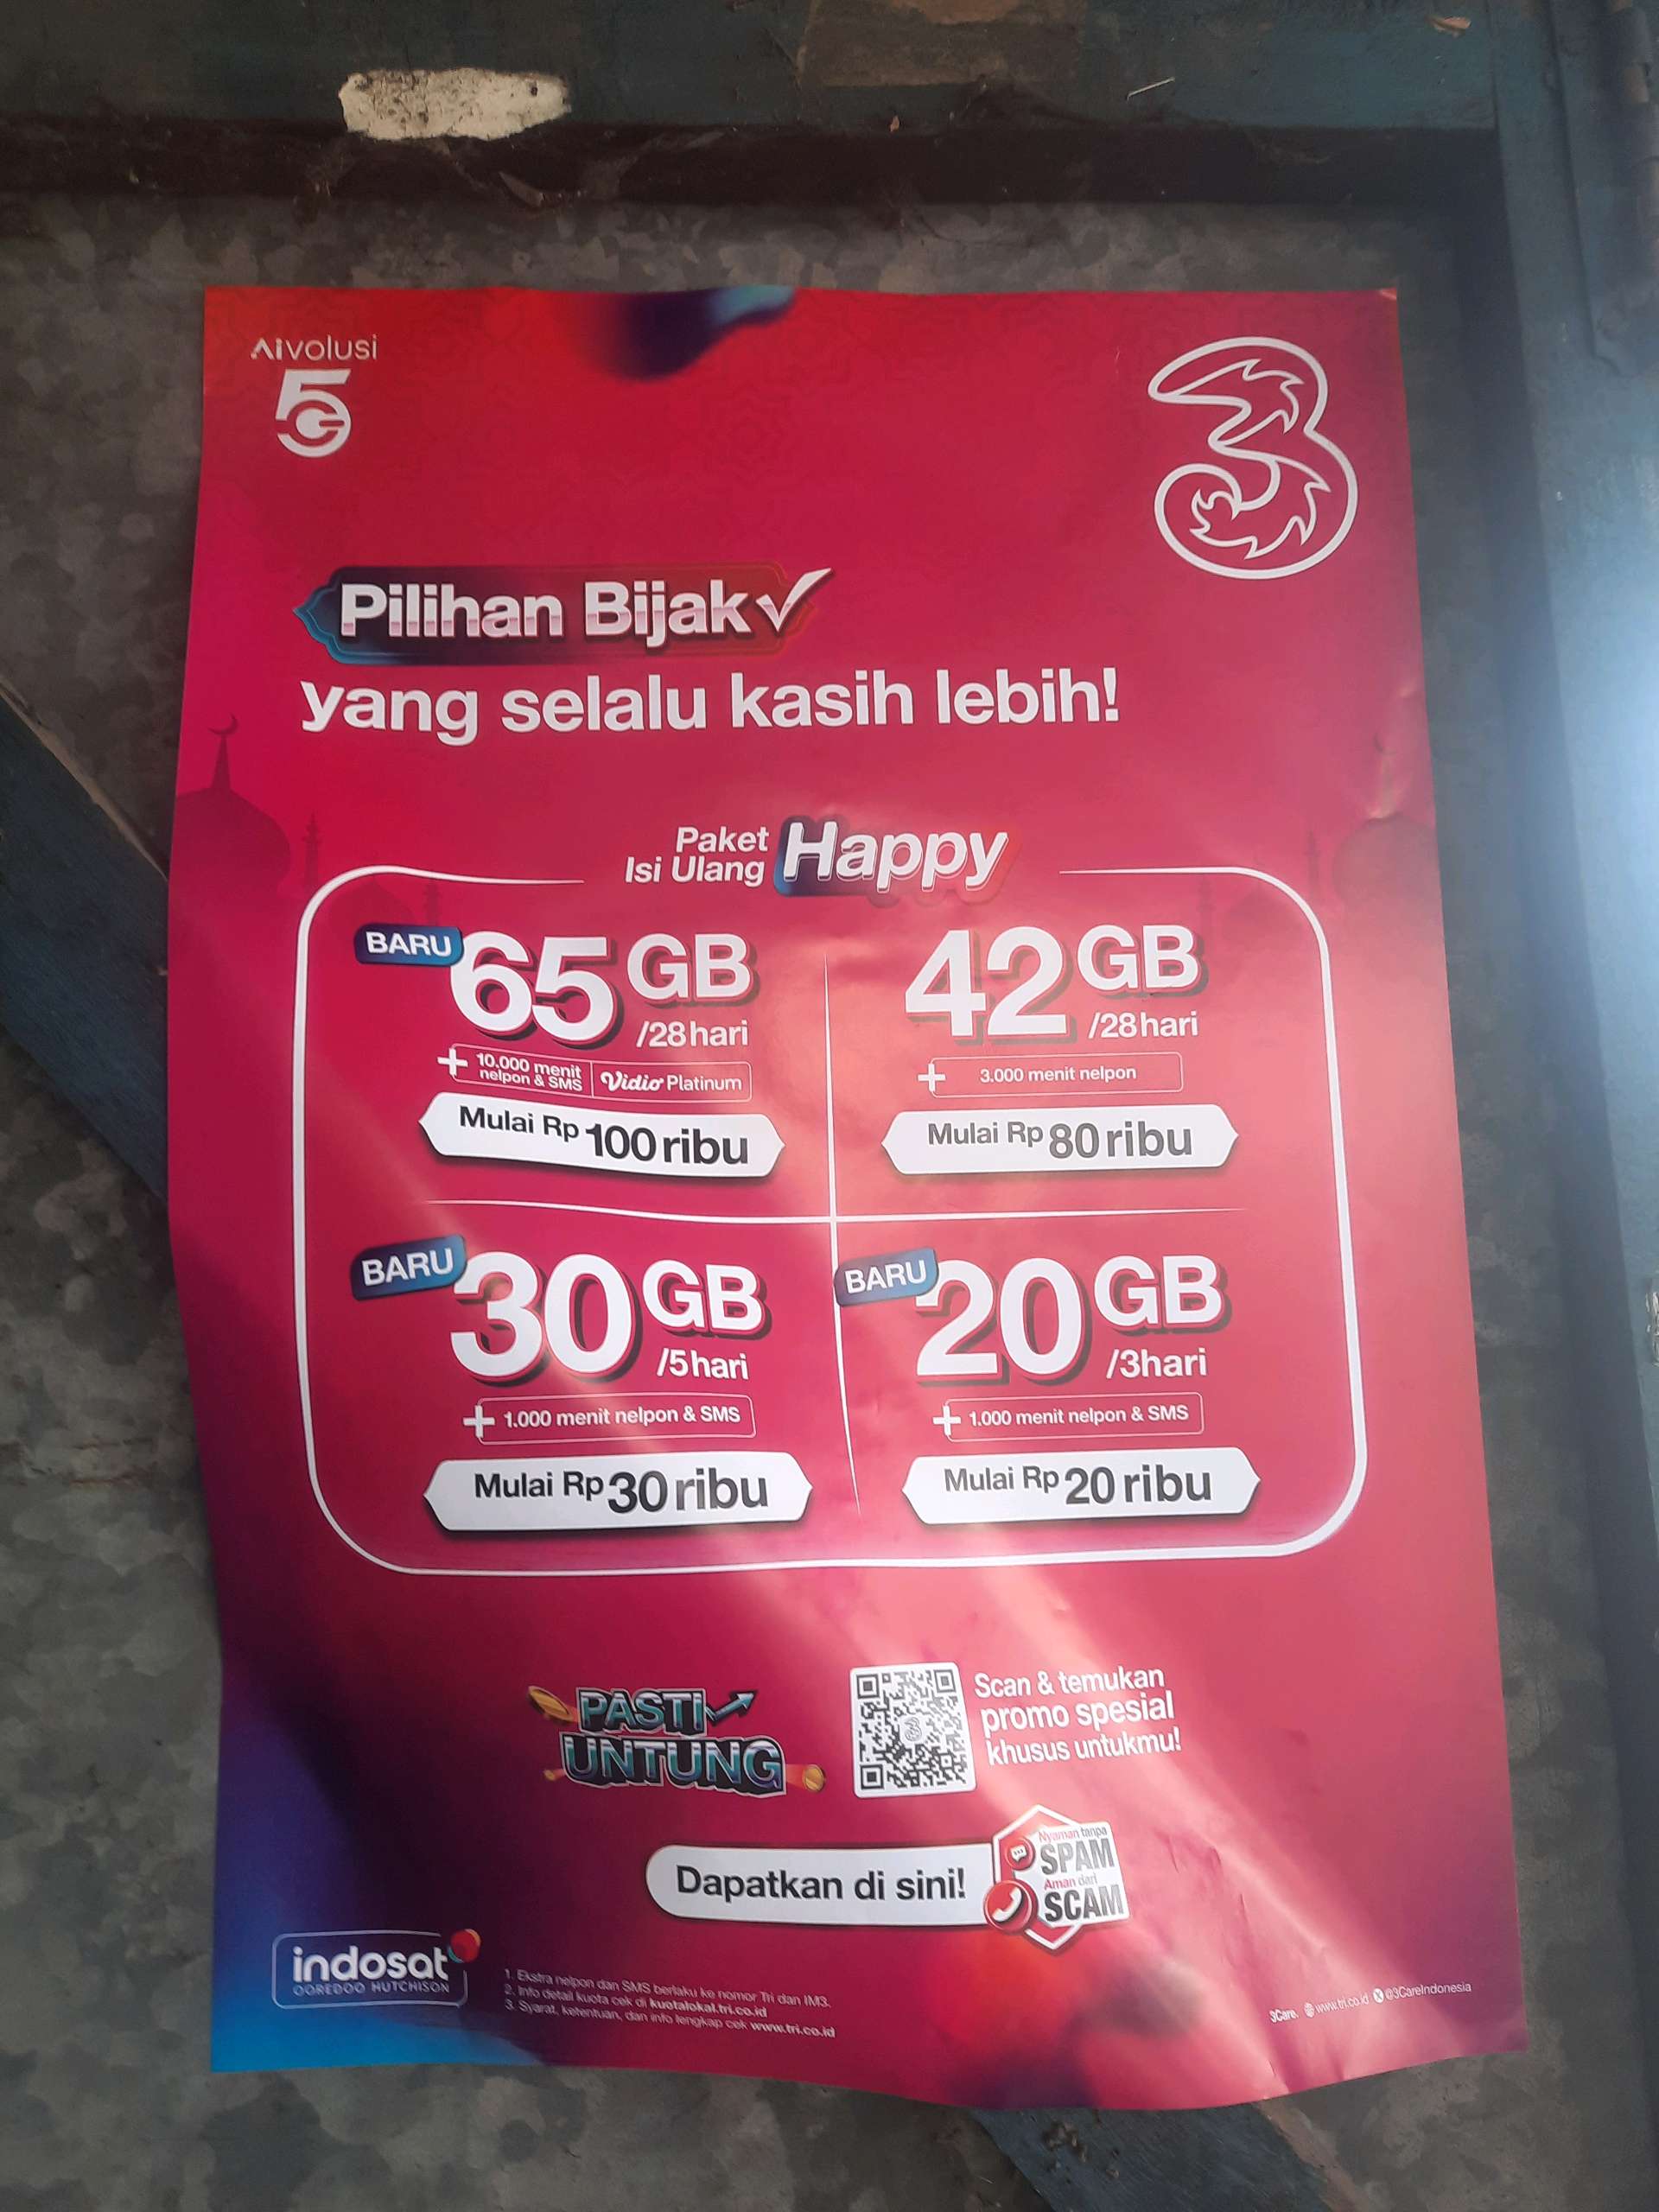 AIvolusi
5G
3
Pilihan Bijak
yang selalu kasih lebih!
Paket
Isi Ulang Happy
BARU
65 GB
/28 hari
+ 10.000 menit
nelpon & SMS
Vidio Platinum
Mulai Rp 100 ribu
42 GB
/28 hari
+ 3.000 menit nelpon
Mulai Rp 80 ribu
BARU
30 GB
/5 hari
+ 1.000 menit nelpon & SMS
Mulai Rp 30 ribu
BARU
20 GB
/3hari
+ 1.000 menit nelpon & SMS
Mulai Rp 20 ribu
PASTI
UNTUNG
Scan & temukan
promo spesial
khusus untukmu!
Dapatkan di sini!
Nyaman tanpa
SPAM
Aman dari
SCAM
indosat
OOREDOO HUTCHISON
1. Ekstra nelpon dan SMS berlaku ke nomor Tri dan IM3.
2. Info detail kuota cek di kuotalokal.tri.co.id
3. Syarat, ketentuan, dan info lengkap cek www.tri.co.id
3Care. www.tri.co.id @3CareIndonesia